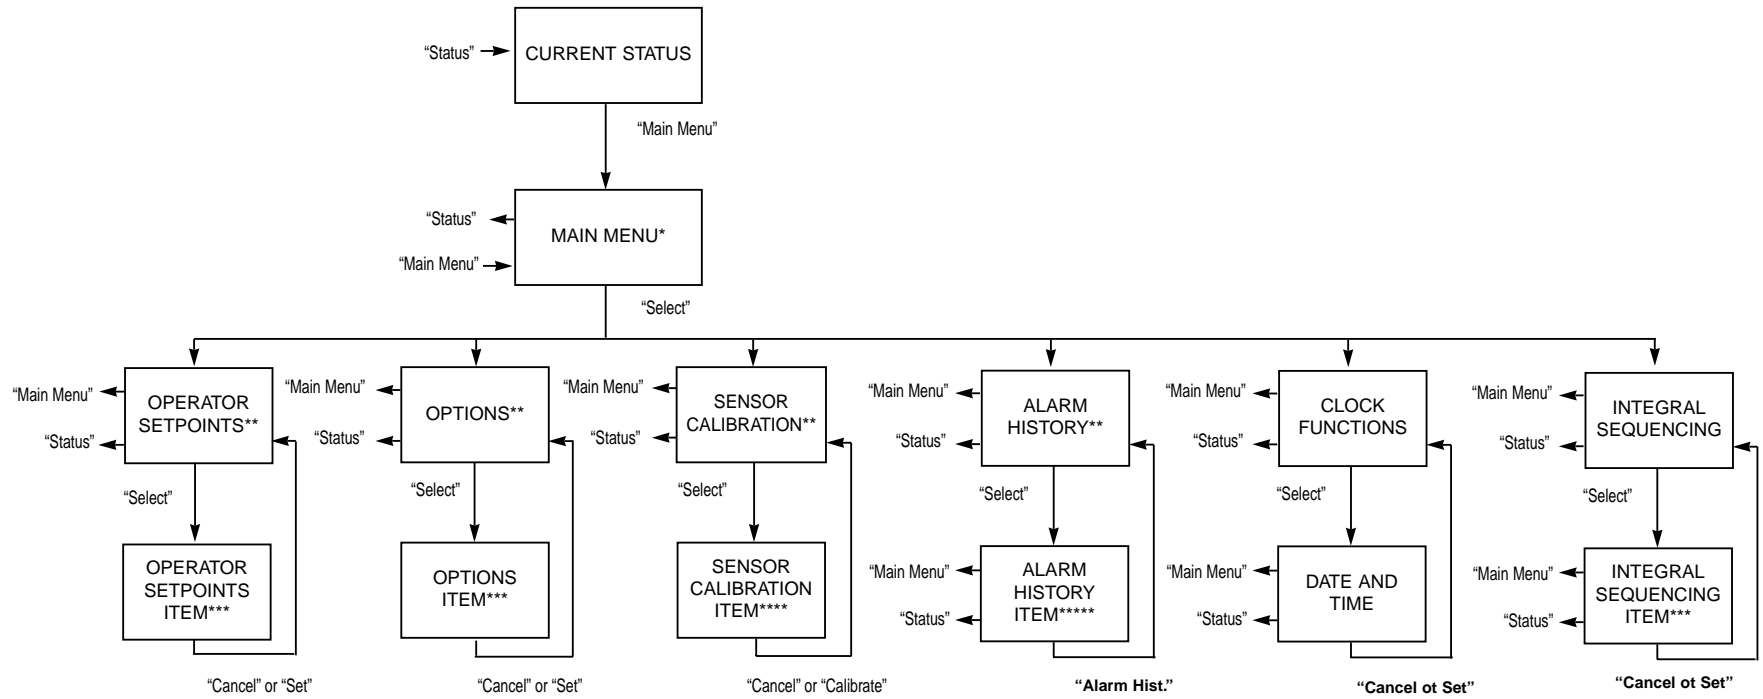 CURRENT STATUS
“Status”
“Main Menu”
“Status”
MAIN MENU*
“Main Menu”
“Select”
“Main Menu”
OPERATOR
SETPOINTS**
“Status”
“Select”
OPERATOR
SETPOINTS
ITEM***
“Cancel” or “Set”
“Main Menu”
OPTIONS**
“Status”
“Select”
OPTIONS
ITEM***
“Cancel” or “Set”
“Main Menu”
SENSOR
CALIBRATION**
“Status”
“Select”
SENSOR
CALIBRATION
ITEM****
“Cancel” or “Calibrate”
“Main Menu”
ALARM
HISTORY**
“Status”
“Select”
“Main Menu”
ALARM
HISTORY
ITEM*****
“Status”
“Alarm Hist.”
“Main Menu”
CLOCK
FUNCTIONS
“Status”
“Select”
“Main Menu”
DATE AND
TIME
“Status”
“Cancel ot Set”
“Main Menu”
INTEGRAL
SEQUENCING
“Status”
“Select”
“Main Menu”
INTEGRAL
SEQUENCING
ITEM***
“Status”
“Cancel ot Set”